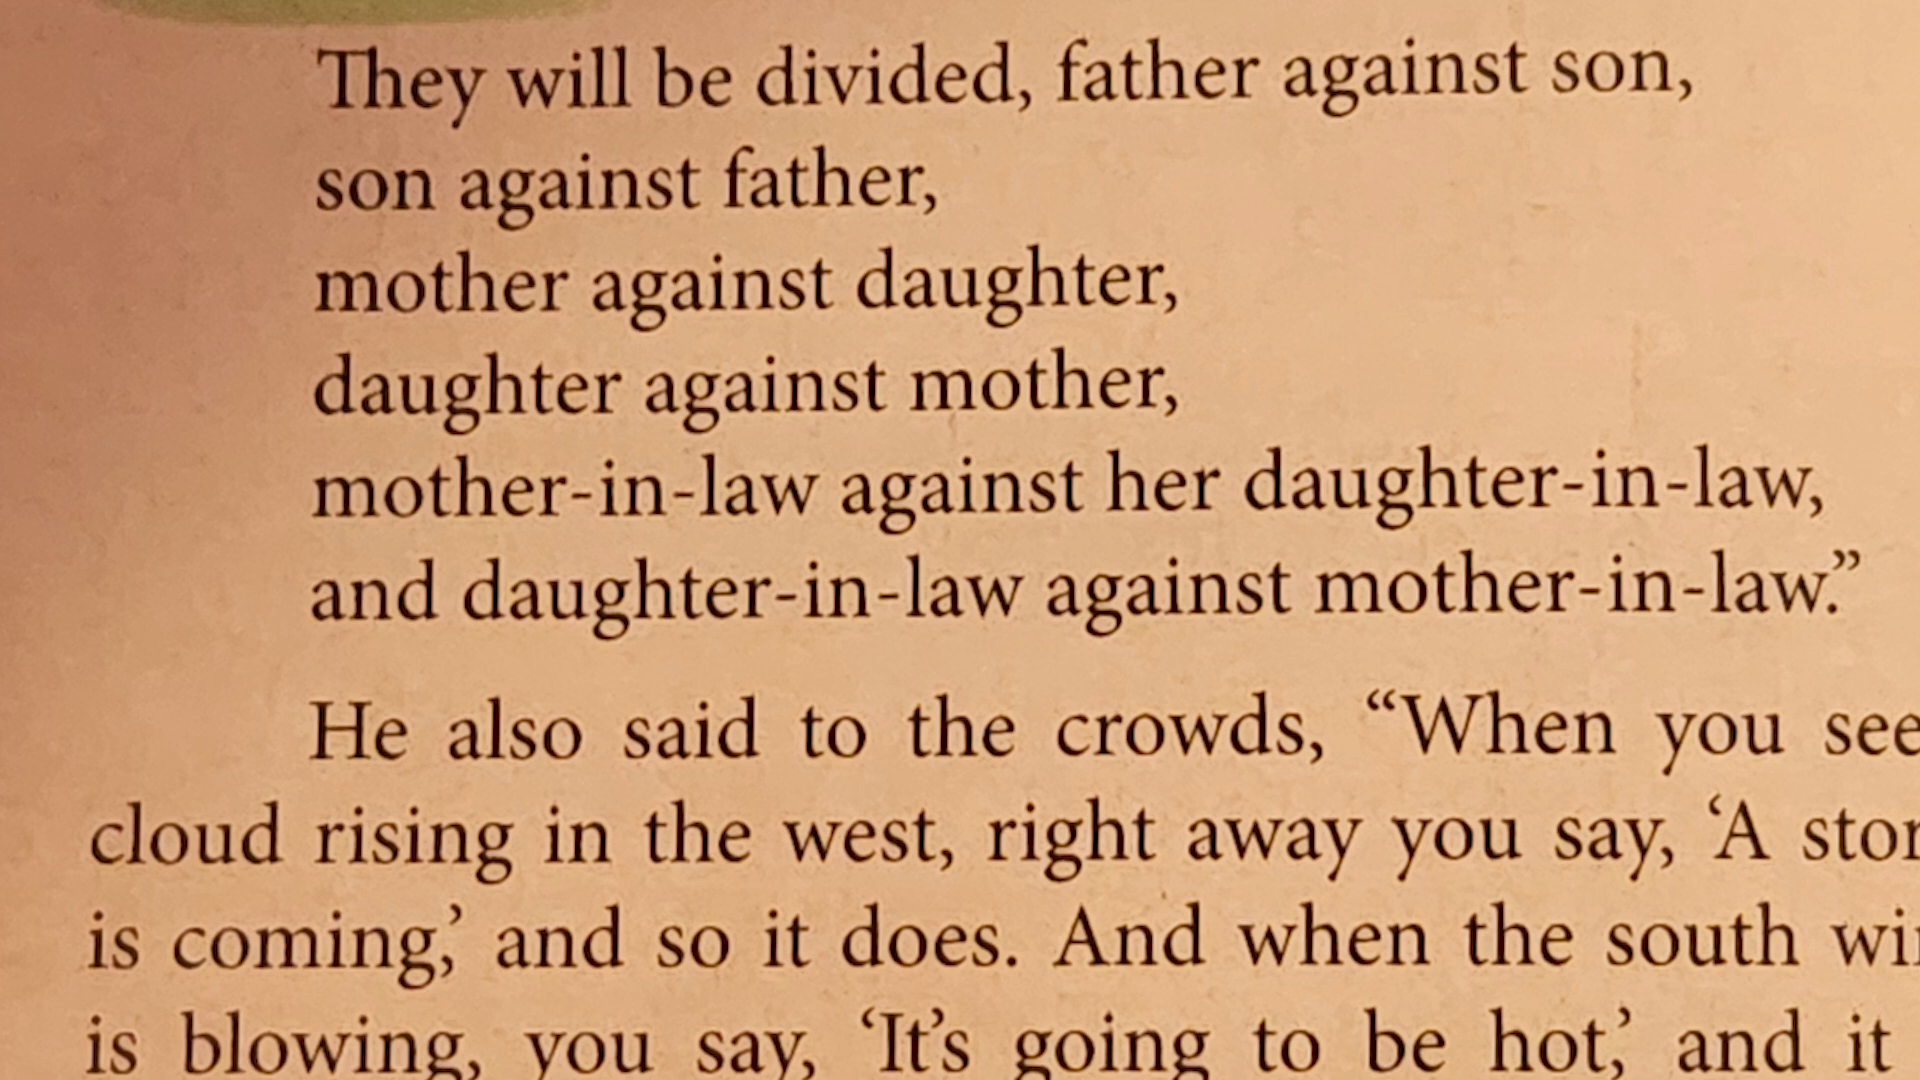 They will be divided, father against son,
son against father,
mother against daughter,
daughter against mother,
mother-in-law against her daughter-in-law,
and daughter-in-law against mother-in-law.”
He also said to the crowds, “When you see
cloud rising in the west, right away you say, ‘A
is coming,’ and so it does. And when the south
is blowing, you say, ‘It’s going to be hot,’ and it